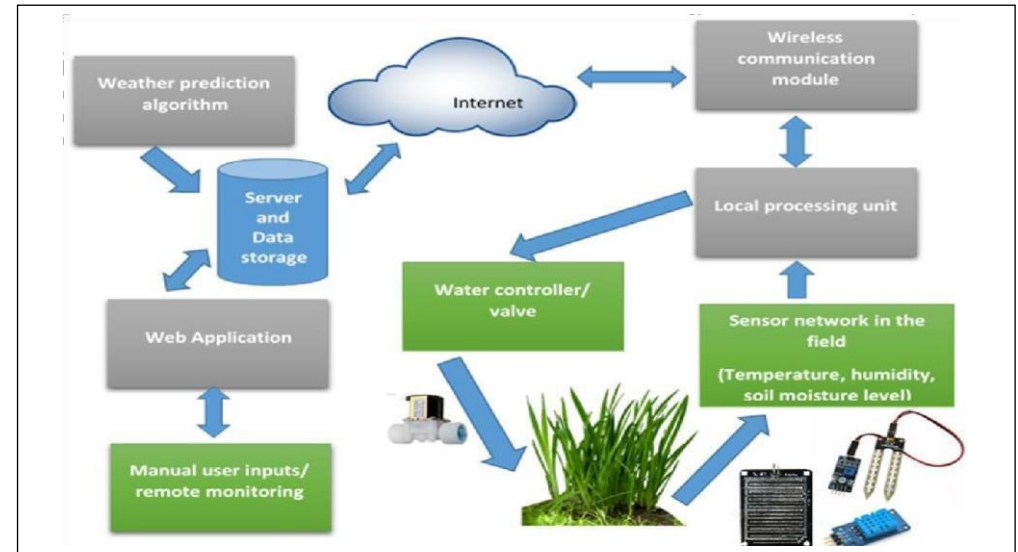 Weather prediction
algorithm
Internet
Wireless
communication
module
Server
and
Data
storage
Local processing unit
Water controller/
valve
Web Application
Sensor network in the
field
(Temperature, humidity,
soil moisture level)
Manual user inputs/
remote monitoring